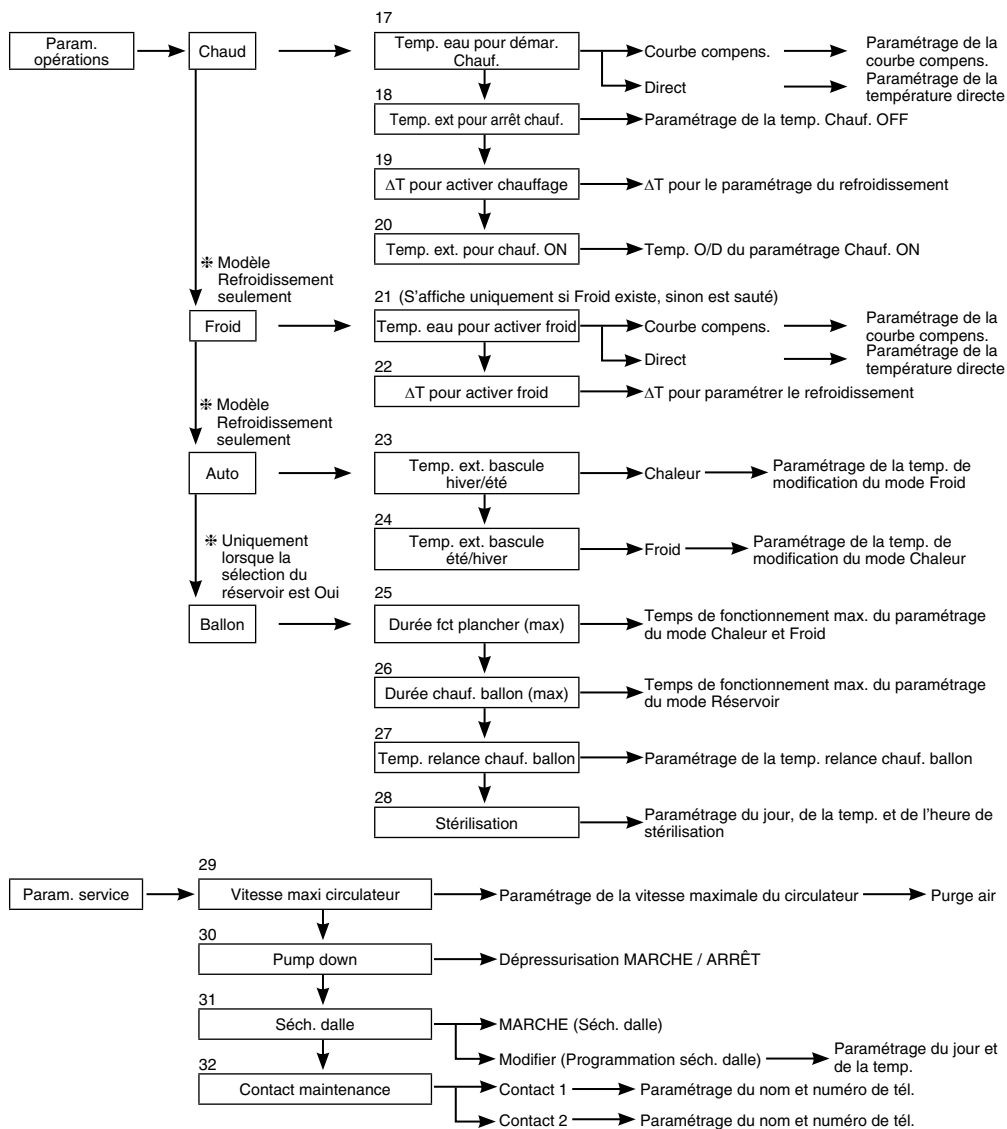 17
Param.
opérations
Chaud
Temp. eau pour démar.
Chauf.
Courbe compens.
Paramétrage de la
courbe compens.
Direct
Paramétrage de la
température directe
18
Temp. ext pour arrêt chauf.
Paramétrage de la temp. Chauf. OFF
19
ΔT pour activer chauffage
ΔT pour le paramétrage du refroidissement
20
Temp. ext. pour chauf. ON
Temp. O/D du paramétrage Chauf. ON
❉ Modèle
Refroidissement
seulement
21 (S'affiche uniquement si Froid existe, sinon est sauté)
Froid
Temp. eau pour activer froid
Courbe compens.
Paramétrage de la
courbe compens.
Direct
Paramétrage de la
température directe
22
ΔT pour activer froid
ΔT pour paramétrer le refroidissement
❉ Modèle
Refroidissement
seulement
23
Auto
Temp. ext. bascule
hiver/été
Chaleur
Paramétrage de la temp. de
modification du mode Froid
24
Temp. ext. bascule
été/hiver
Froid
Paramétrage de la temp. de
modification du mode Chaleur
❉ Uniquement
lorsque la
sélection du
réservoir est Oui
25
Ballon
Durée fct plancher (max)
Temps de fonctionnement max. du paramétrage
du mode Chaleur et Froid
26
Durée chauf. ballon (max)
Temps de fonctionnement max. du paramétrage
du mode Réservoir
27
Temp. relance chauf. ballon
Paramétrage de la temp. relance chauf. ballon
28
Stérilisation
Paramétrage du jour, de la temp. et de l'heure de
stérilisation
29
Param. service
Vitesse maxi circulateur
Paramétrage de la vitesse maximale du circulateur
Purge air
30
Pump down
Dépressurisation MARCHE / ARRÊT
31
Séch. dalle
MARCHE (Séch. dalle)
Modifier (Programmation séch. dalle)
Paramétrage du jour et
de la temp.
32
Contact maintenance
Contact 1
Paramétrage du nom et numéro de tél.
Contact 2
Paramétrage du nom et numéro de tél.